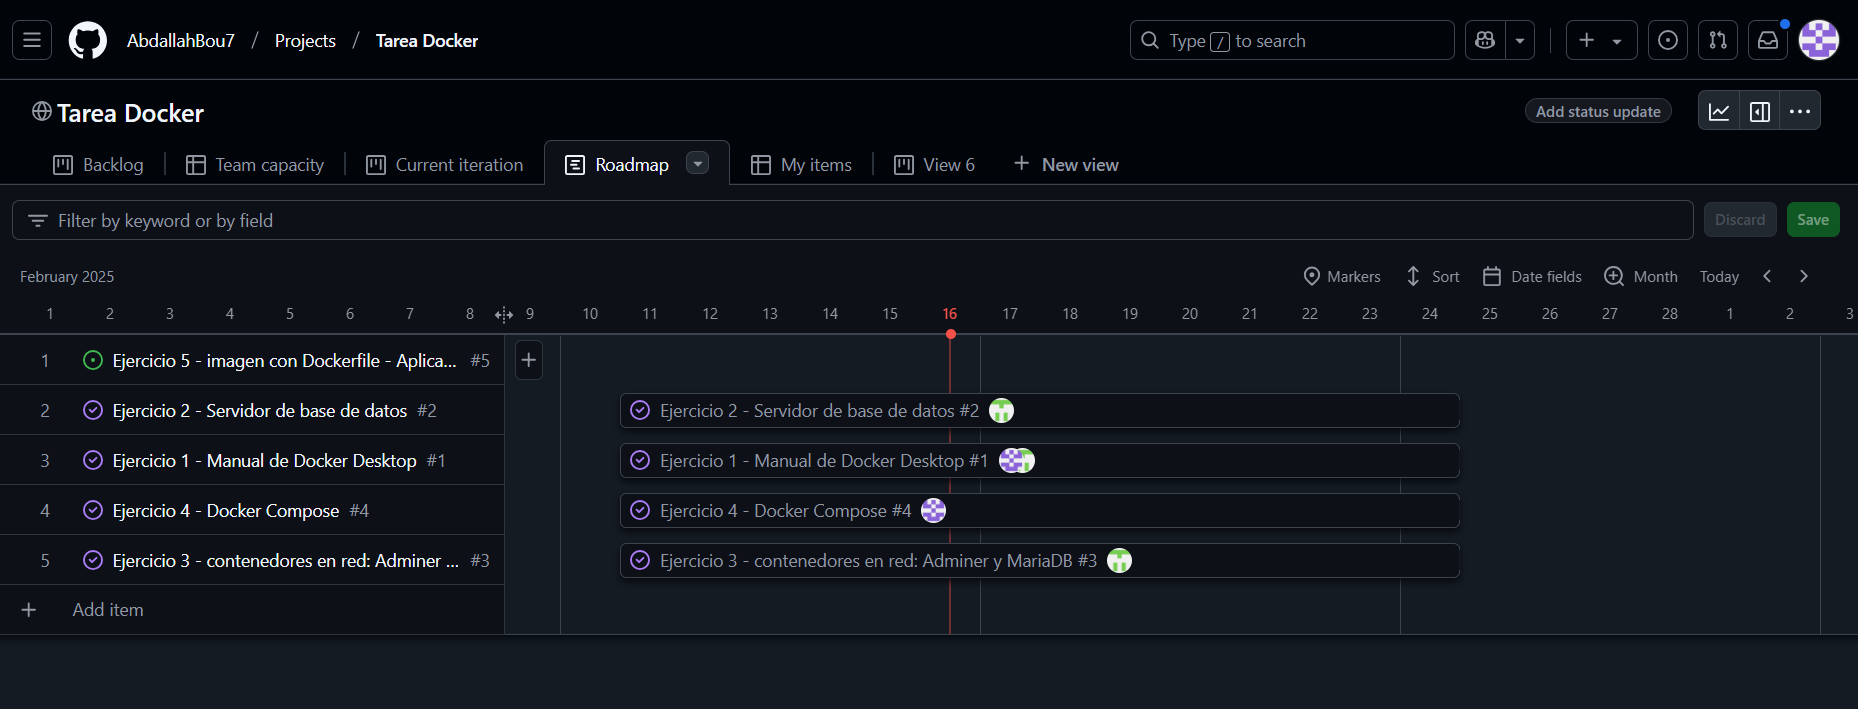 AbdallahBou7 / Projects / Tarea Docker Type / to search
Tarea Docker Add status update
Backlog Team capacity Current iteration Roadmap My items View 6 New view
Filter by keyword or by field Discard Save
February 2025 Markers Sort Date fields Month Today
1 2 3 4 5 6 7 8 9 10 11 12 13 14 15 16 17 18 19 20 21 22 23 24 25 26 27 28 1 2 3
1 Ejercicio 5 - imagen con Dockerfile - Aplica... #5
2 Ejercicio 2 - Servidor de base de datos #2 Ejercicio 2 - Servidor de base de datos #2
3 Ejercicio 1 - Manual de Docker Desktop #1 Ejercicio 1 - Manual de Docker Desktop #1
4 Ejercicio 4 - Docker Compose #4 Ejercicio 4 - Docker Compose #4
5 Ejercicio 3 - contenedores en red: Adminer ... #3 Ejercicio 3 - contenedores en red: Adminer y MariaDB #3
Add item